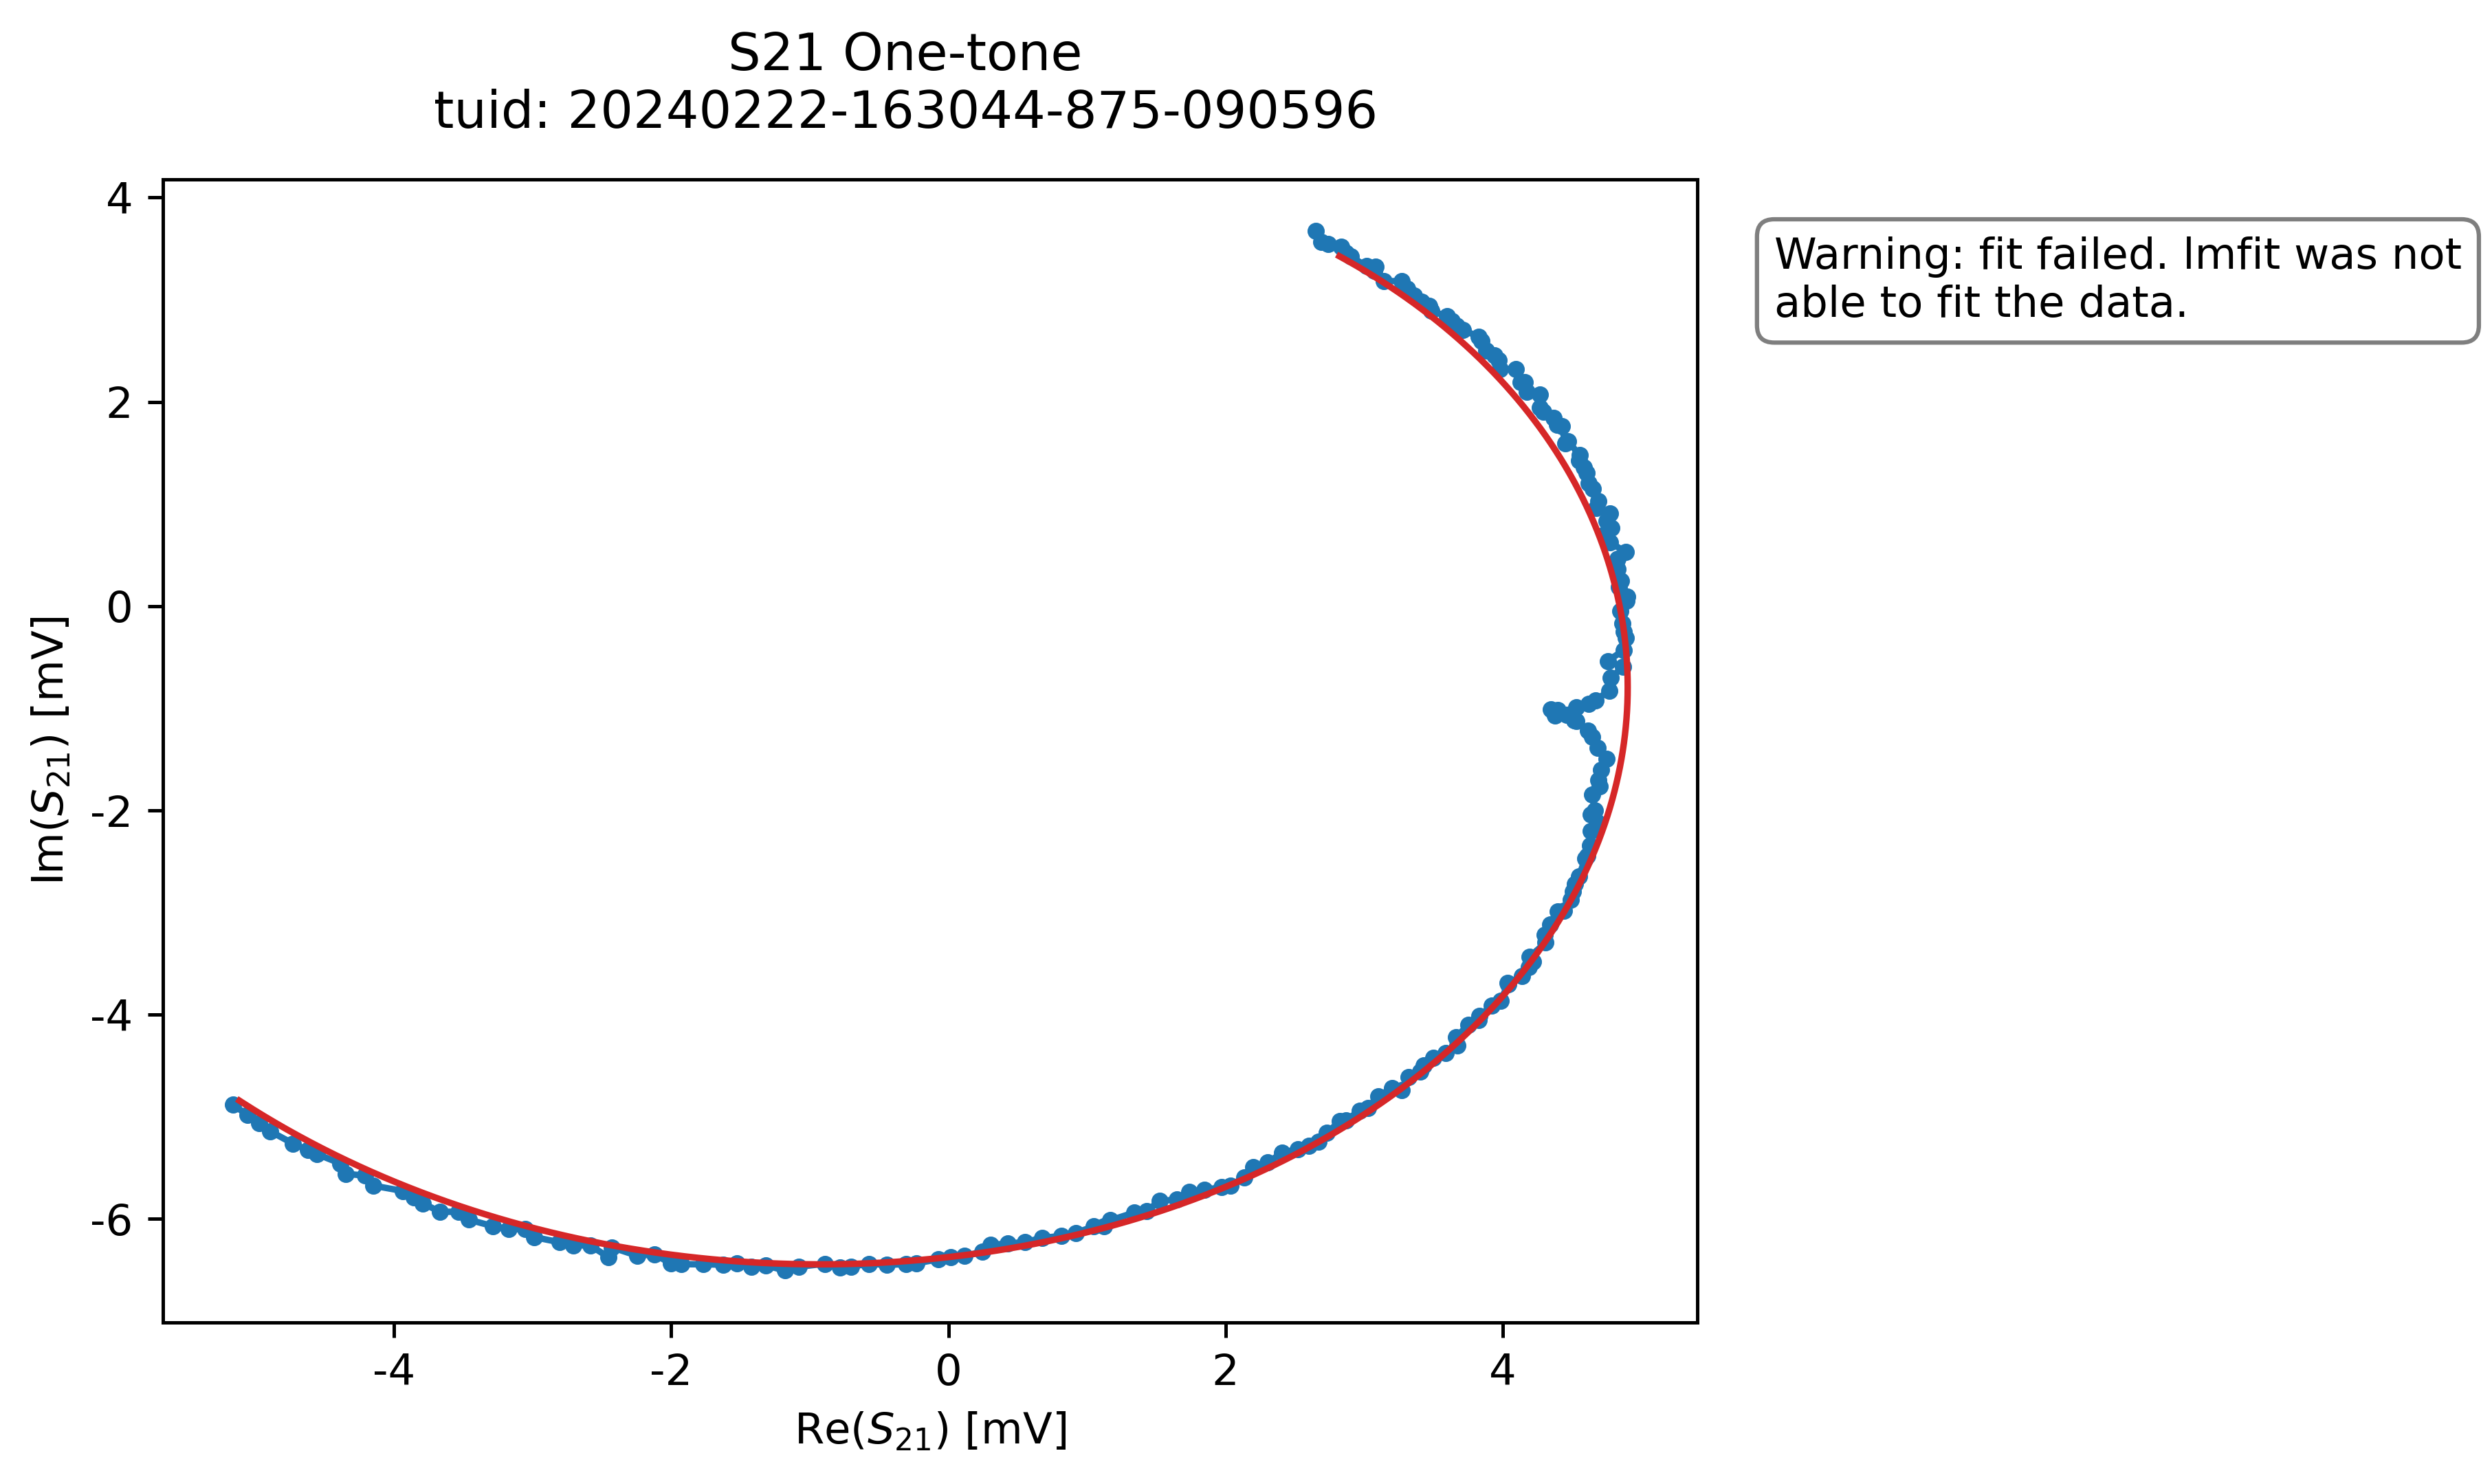 S21 One-tone
tuid: 20240222-163044-875-090596
Warning: fit failed. lmfit was not
able to fit the data.
4
2
0
-2
-4
-6
Im(S21) [mV]
-4 -2 0 2 4
Re(S21) [mV]